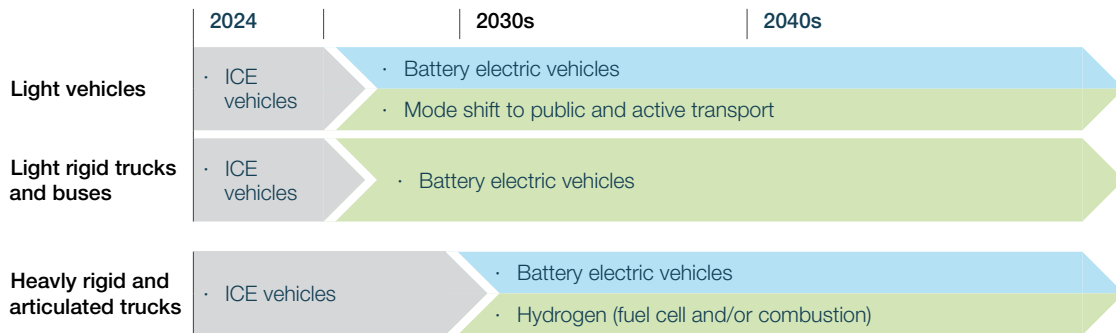 2024
2030s
2040s
Light vehicles
· ICE
vehicles
· Battery electric vehicles
· Mode shift to public and active transport
Light rigid trucks
and buses
· ICE
vehicles
· Battery electric vehicles
Heavily rigid and
articulated trucks
· ICE vehicles
· Battery electric vehicles
· Hydrogen (fuel cell and/or combustion)